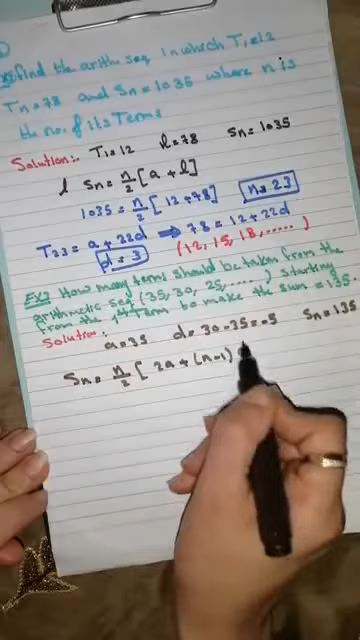 Find the arith seq in which T1=12
Tn=78 and Sn=1035 where n is
the no. of its Terms
Solution:- T1=12 l=78 Sn=1035
l Sn=n/2[a+l]
1035=n/2[12+78] n=23
T23=a+22d ⇒ 78=12+22d
d=3 (12,15,18,.....)
EX2 How many terms should be taken from the
arithmetic seq (35,30,25,.....) starting
from the 1st term to make the sum=135.
Solution: a=35 d=30-35=-5 Sn=135
Sn=n/2[2a+(n-1)